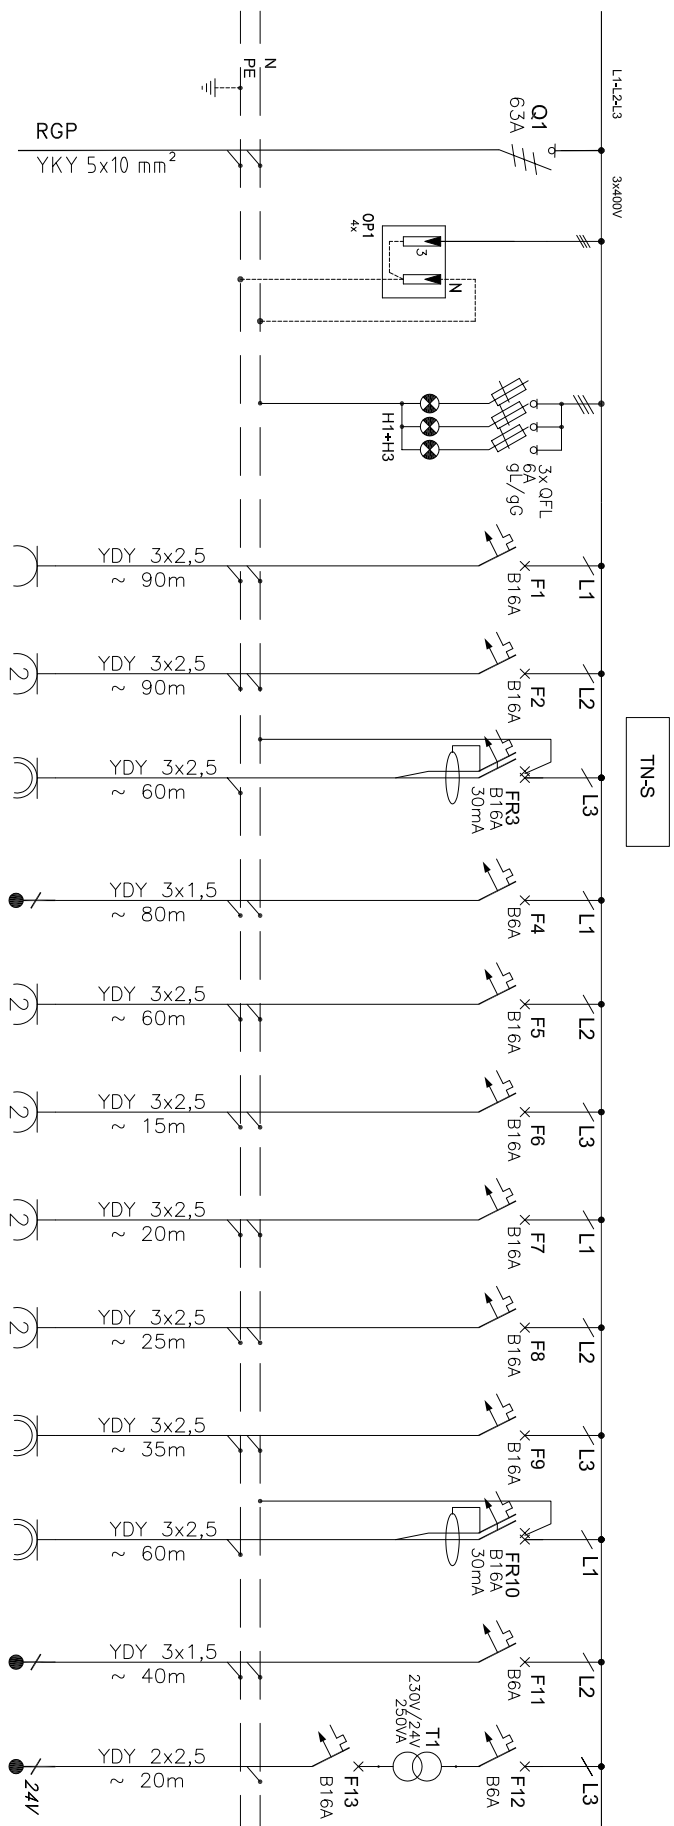 L1-L2-L3
3x400V
TN-S
N
PE
RGP
YKY 5x10 mm²
Q1
63A
OP1
4x
3
N
H1÷H3
3x QFL
6A
gL/gG
L1
F1
B16A
YDY 3x2,5
~ 90m
L2
F2
B16A
YDY 3x2,5
~ 90m
2
L3
FR3
B16A
30mA
YDY 3x2,5
~ 60m
L1
F4
B6A
YDY 3x1,5
~ 80m
L2
F5
B16A
YDY 3x2,5
~ 60m
2
L3
F6
B16A
YDY 3x2,5
~ 15m
2
L1
F7
B16A
YDY 3x2,5
~ 20m
2
L2
F8
B16A
YDY 3x2,5
~ 25m
2
L3
F9
B16A
YDY 3x2,5
~ 35m
L1
FR10
B16A
30mA
YDY 3x2,5
~ 60m
L2
F11
B6A
YDY 3x1,5
~ 40m
L3
F12
B6A
T1
230V/24V
250VA
F13
B16A
YDY 2x2,5
~ 20m
24V